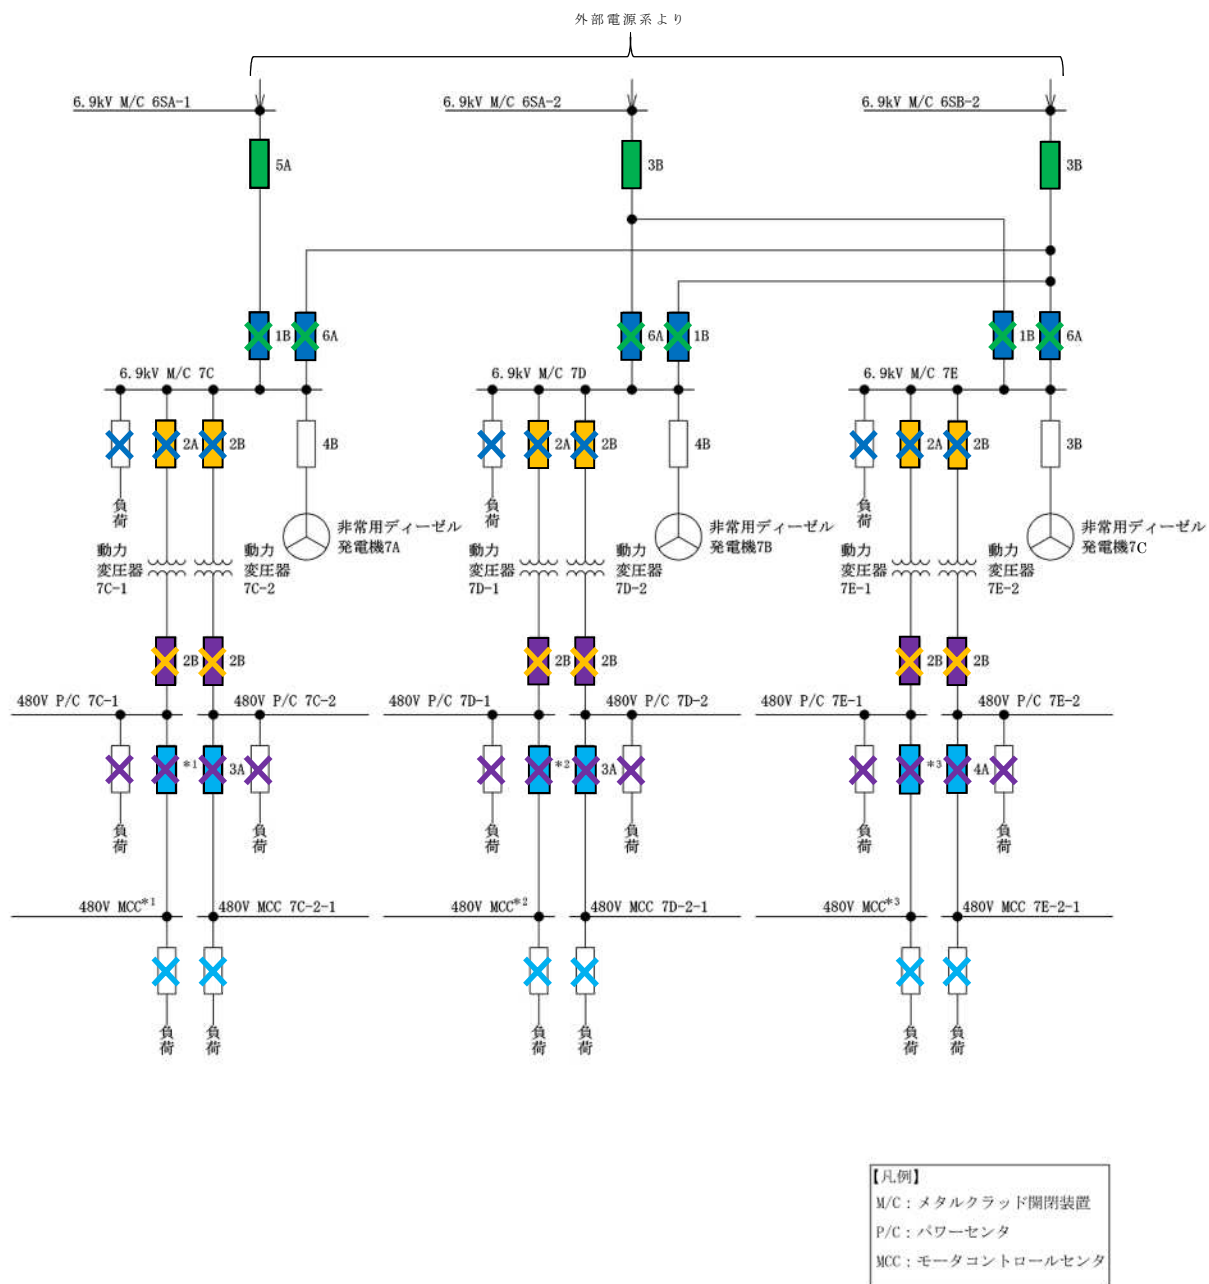 外部電源系より
6.9kV M/C 6SA-1
6.9kV M/C 6SA-2
6.9kV M/C 6SB-2
5A
3B
3B
1B
6A
6A
1B
1B
6A
6.9kV M/C 7C
6.9kV M/C 7D
6.9kV M/C 7E
2A
2B
4B
2A
2B
4B
2A
2B
3B
負荷
負荷
負荷
非常用ディーゼル
発電機7A
非常用ディーゼル
発電機7B
非常用ディーゼル
発電機7C
動力
変圧器
7C-1
動力
変圧器
7C-2
動力
変圧器
7D-1
動力
変圧器
7D-2
動力
変圧器
7E-1
動力
変圧器
7E-2
2B
2B
2B
2B
2B
2B
480V P/C 7C-1
480V P/C 7C-2
480V P/C 7D-1
480V P/C 7D-2
480V P/C 7E-1
480V P/C 7E-2
*1
3A
*2
3A
*3
4A
負荷
負荷
負荷
負荷
負荷
負荷
480V MCC*1
480V MCC 7C-2-1
480V MCC*2
480V MCC 7D-2-1
480V MCC*3
480V MCC 7E-2-1
負荷
負荷
負荷
負荷
負荷
負荷
【凡例】
M/C：メタルクラッド開閉装置
P/C：パワーセンタ
MCC：モータコントロールセンタ